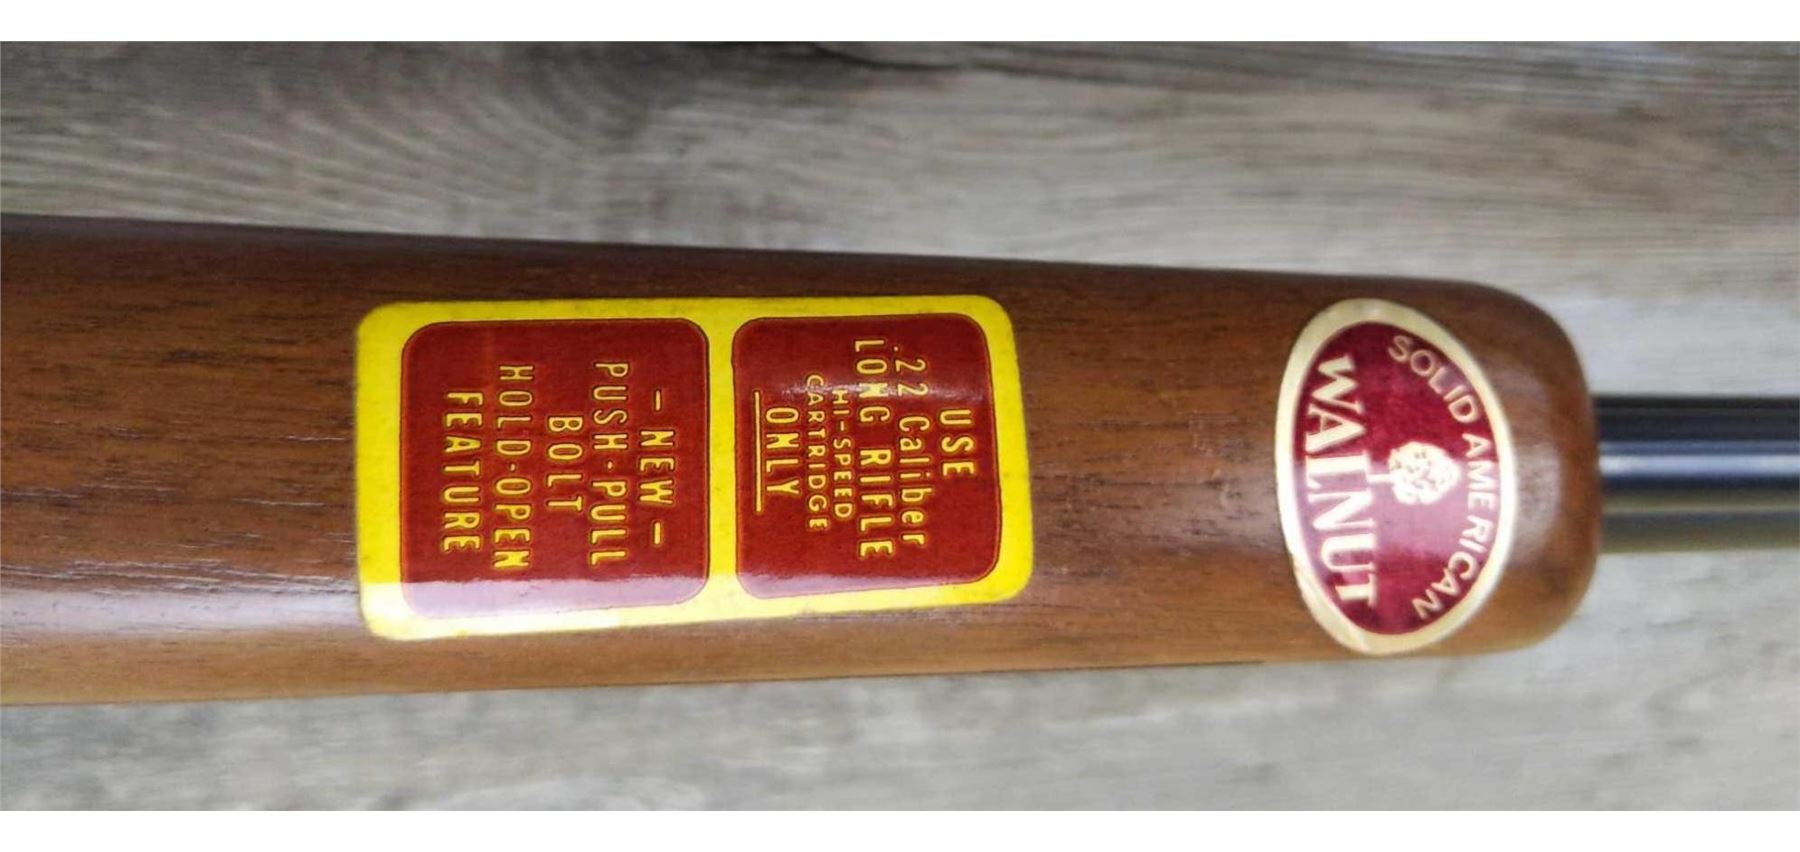 USE
.22 Caliber
LONG RIFLE
HI-SPEED
CARTRIDGE
ONLY
- NEW -
PUSH-PULL
BOLT
HOLD-OPEN
FEATURE
SOLID AMERICAN
WALNUT